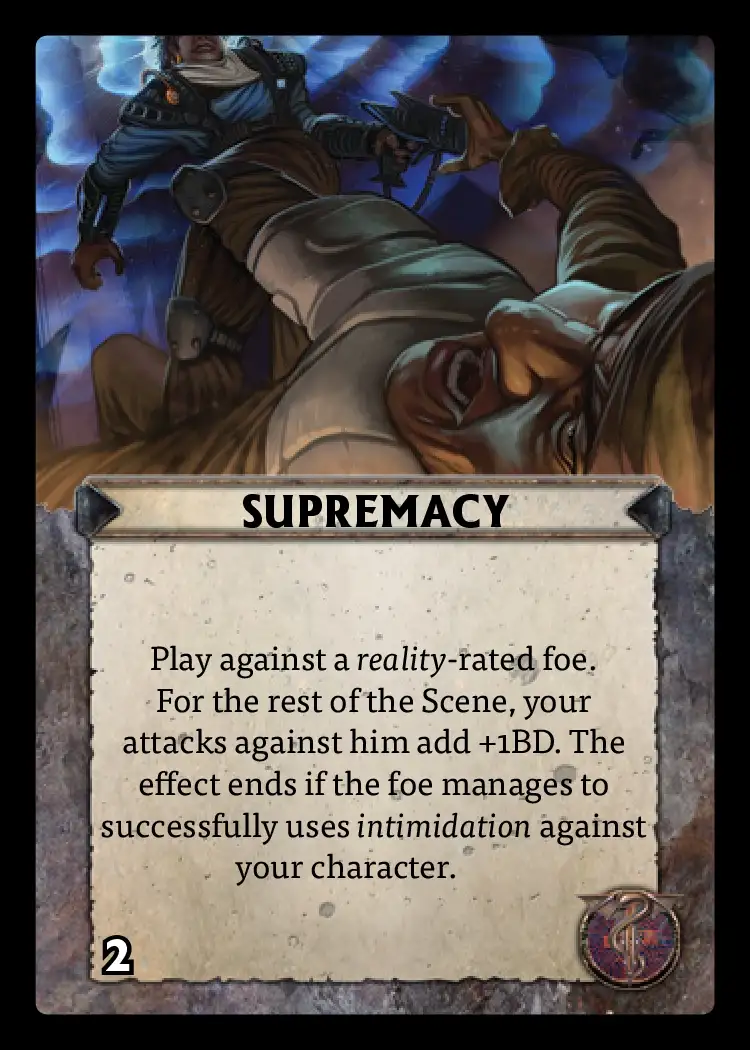 SUPREMACY
Play against a reality-rated foe.
For the rest of the Scene, your
attacks against him add +1BD. The
effect ends if the foe manages to
successfully uses intimidation against
your character.
2